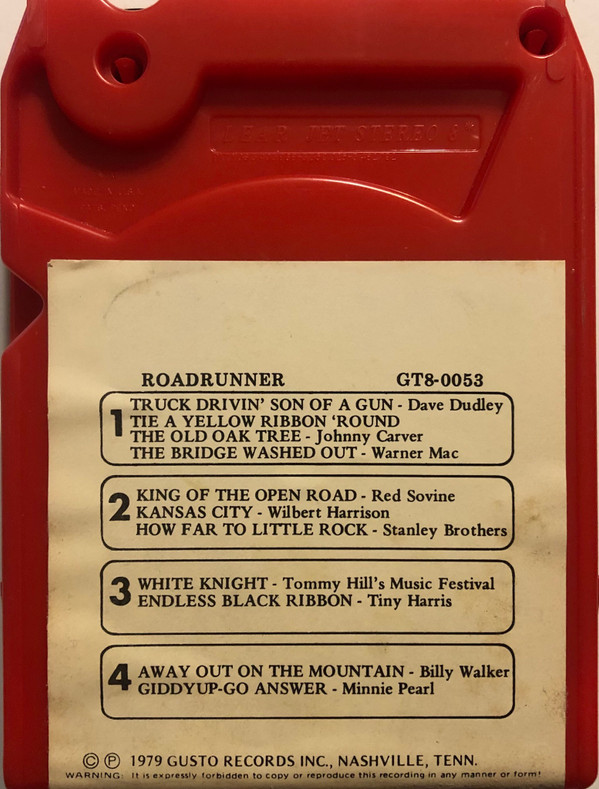 LEAR JET STEREO 8
ROADRUNNER GT8-0053
1 TRUCK DRIVIN' SON OF A GUN - Dave Dudley
TIE A YELLOW RIBBON 'ROUND
THE OLD OAK TREE - Johnny Carver
THE BRIDGE WASHED OUT - Warner Mac
2 KING OF THE OPEN ROAD - Red Sovine
KANSAS CITY - Wilbert Harrison
HOW FAR TO LITTLE ROCK - Stanley Brothers
3 WHITE KNIGHT - Tommy Hill's Music Festival
ENDLESS BLACK RIBBON - Tiny Harris
4 AWAY OUT ON THE MOUNTAIN - Billy Walker
GIDDYUP-GO ANSWER - Minnie Pearl
© ℗ 1979 GUSTO RECORDS INC., NASHVILLE, TENN.
WARNING: It is expressly forbidden to copy or reproduce this recording in any manner or form!